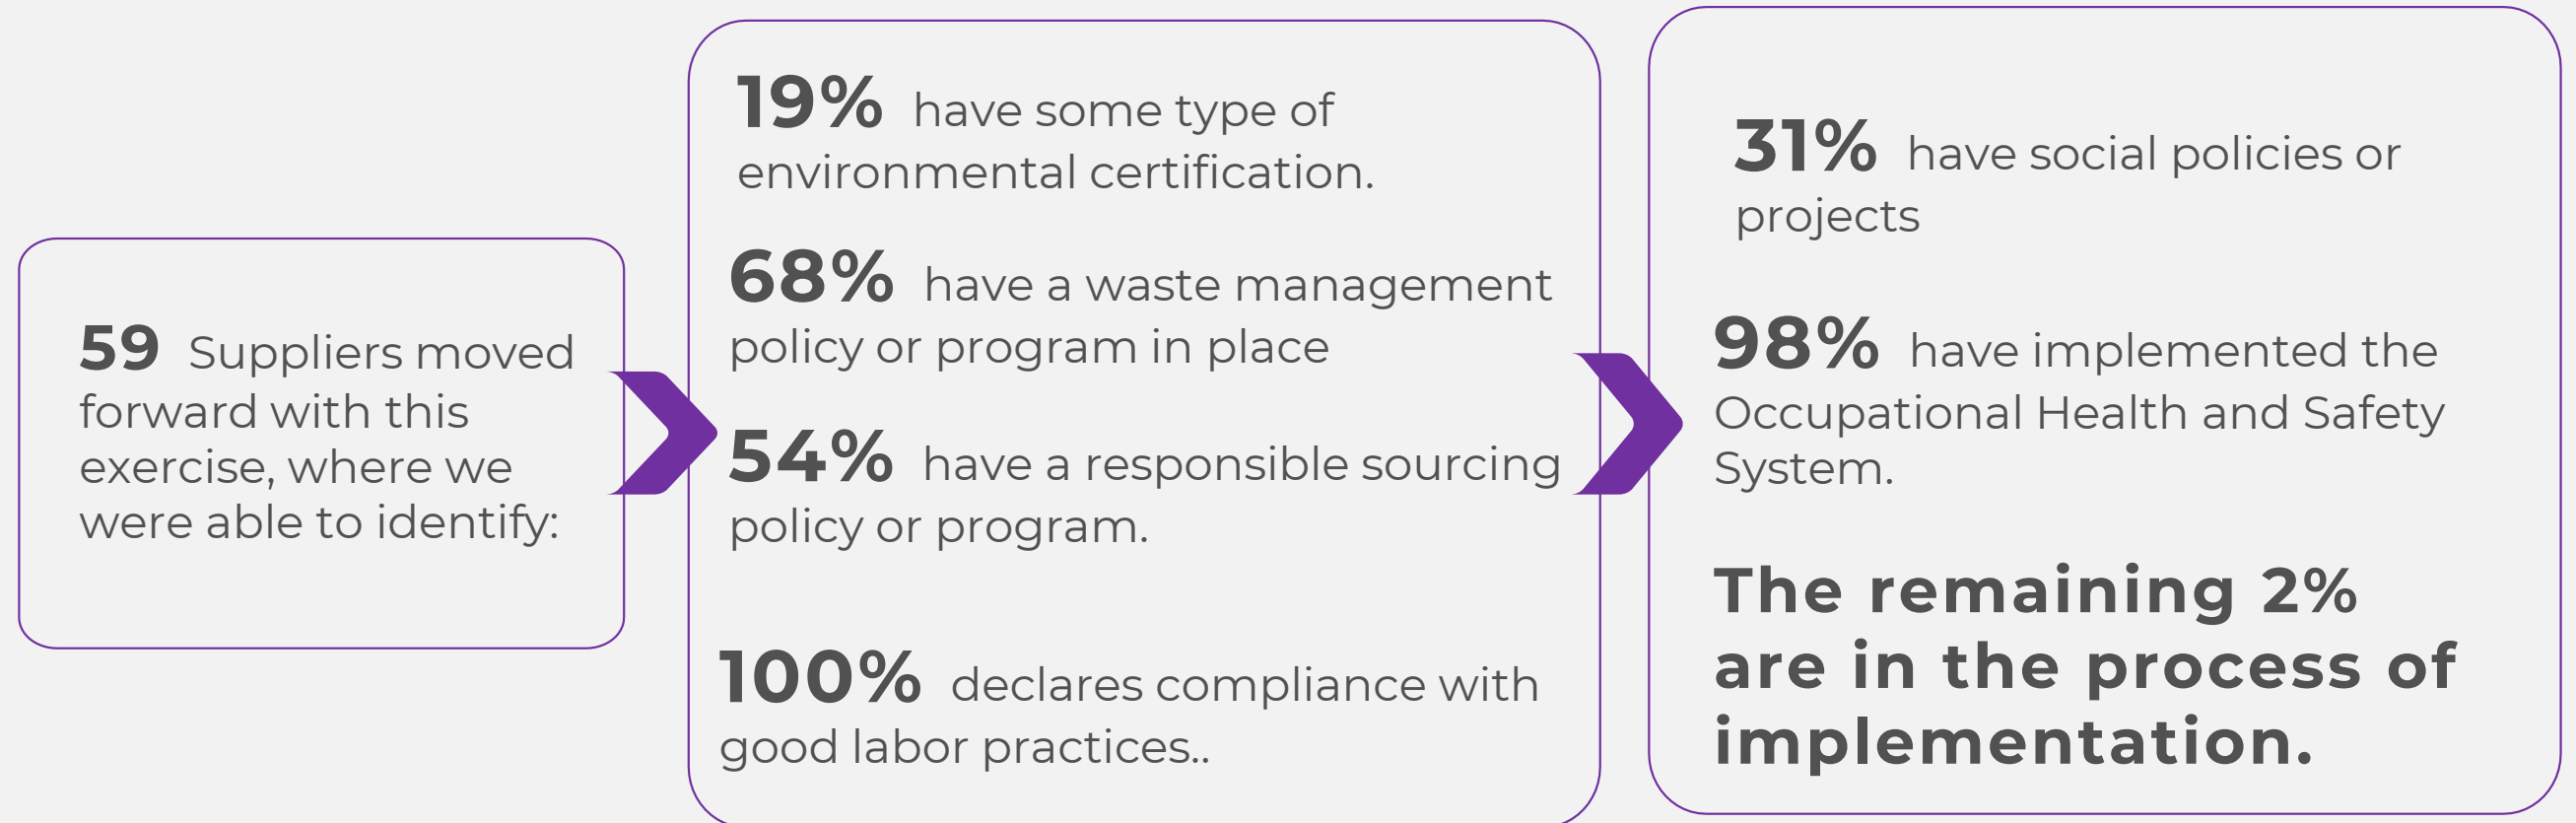 59 Suppliers moved
forward with this
exercise, where we
were able to identify:
19% have some type of
environmental certification.
68% have a waste management
policy or program in place
54% have a responsible sourcing
policy or program.
100% declares compliance with
good labor practices..
31% have social policies or
projects
98% have implemented the
Occupational Health and Safety
System.
The remaining 2%
are in the process of
implementation.